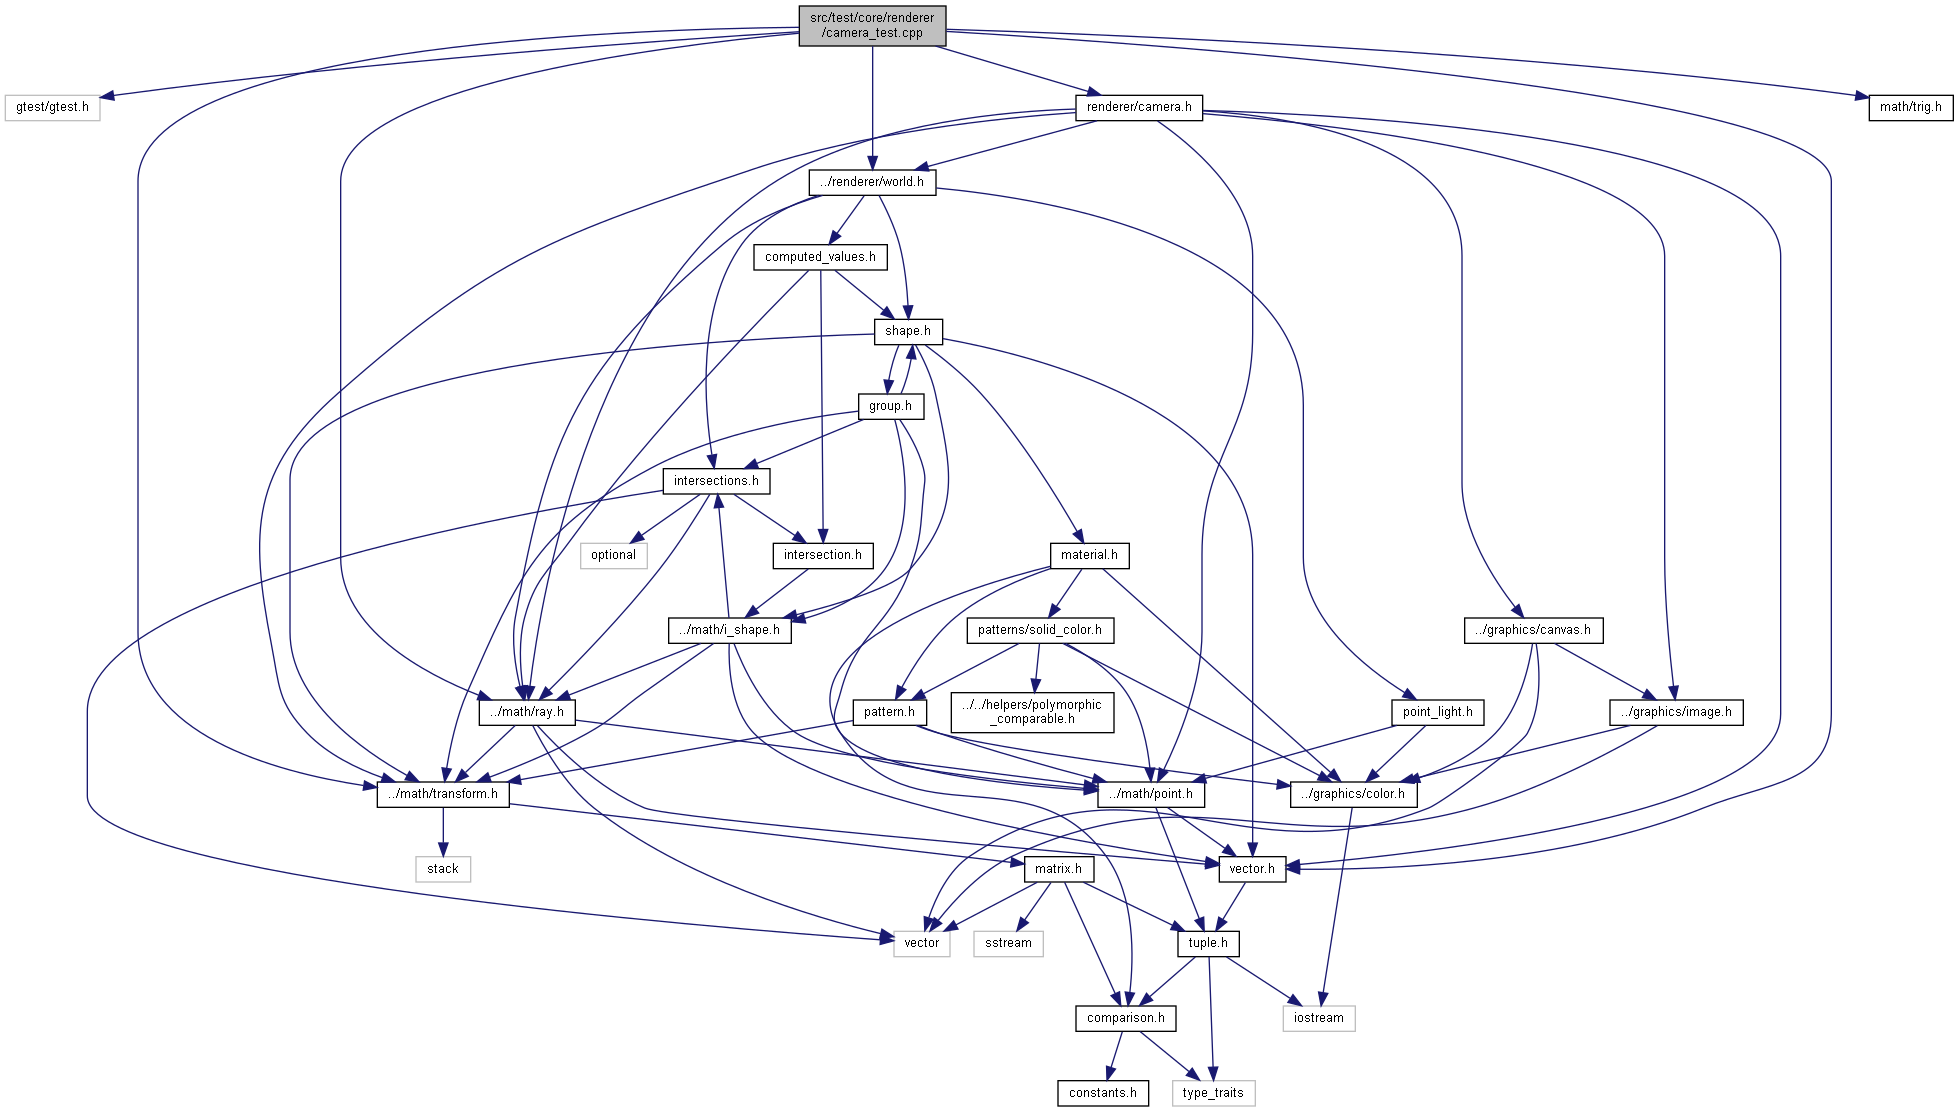 src/test/core/renderer
/camera_test.cpp
gtest/gtest.h
renderer/camera.h
math/trig.h
../renderer/world.h
computed_values.h
shape.h
group.h
intersections.h
optional
intersection.h
material.h
../math/i_shape.h
patterns/solid_color.h
../graphics/canvas.h
../math/ray.h
pattern.h
../../helpers/polymorphic
_comparable.h
point_light.h
../graphics/image.h
../math/transform.h
../math/point.h
../graphics/color.h
stack
matrix.h
vector.h
vector
sstream
tuple.h
comparison.h
iostream
constants.h
type_traits